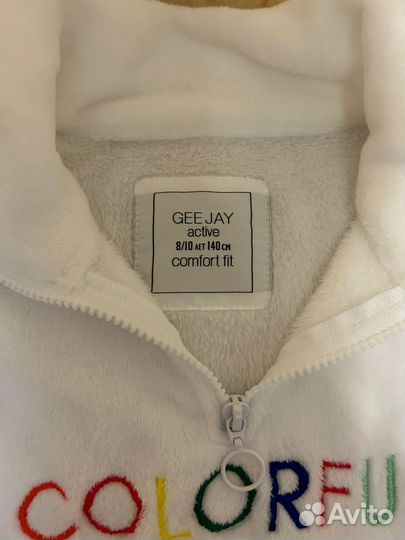 GEE JAY
active
8/10 ЛЕТ 140 СМ
comfort fit
COLORFU
Avito